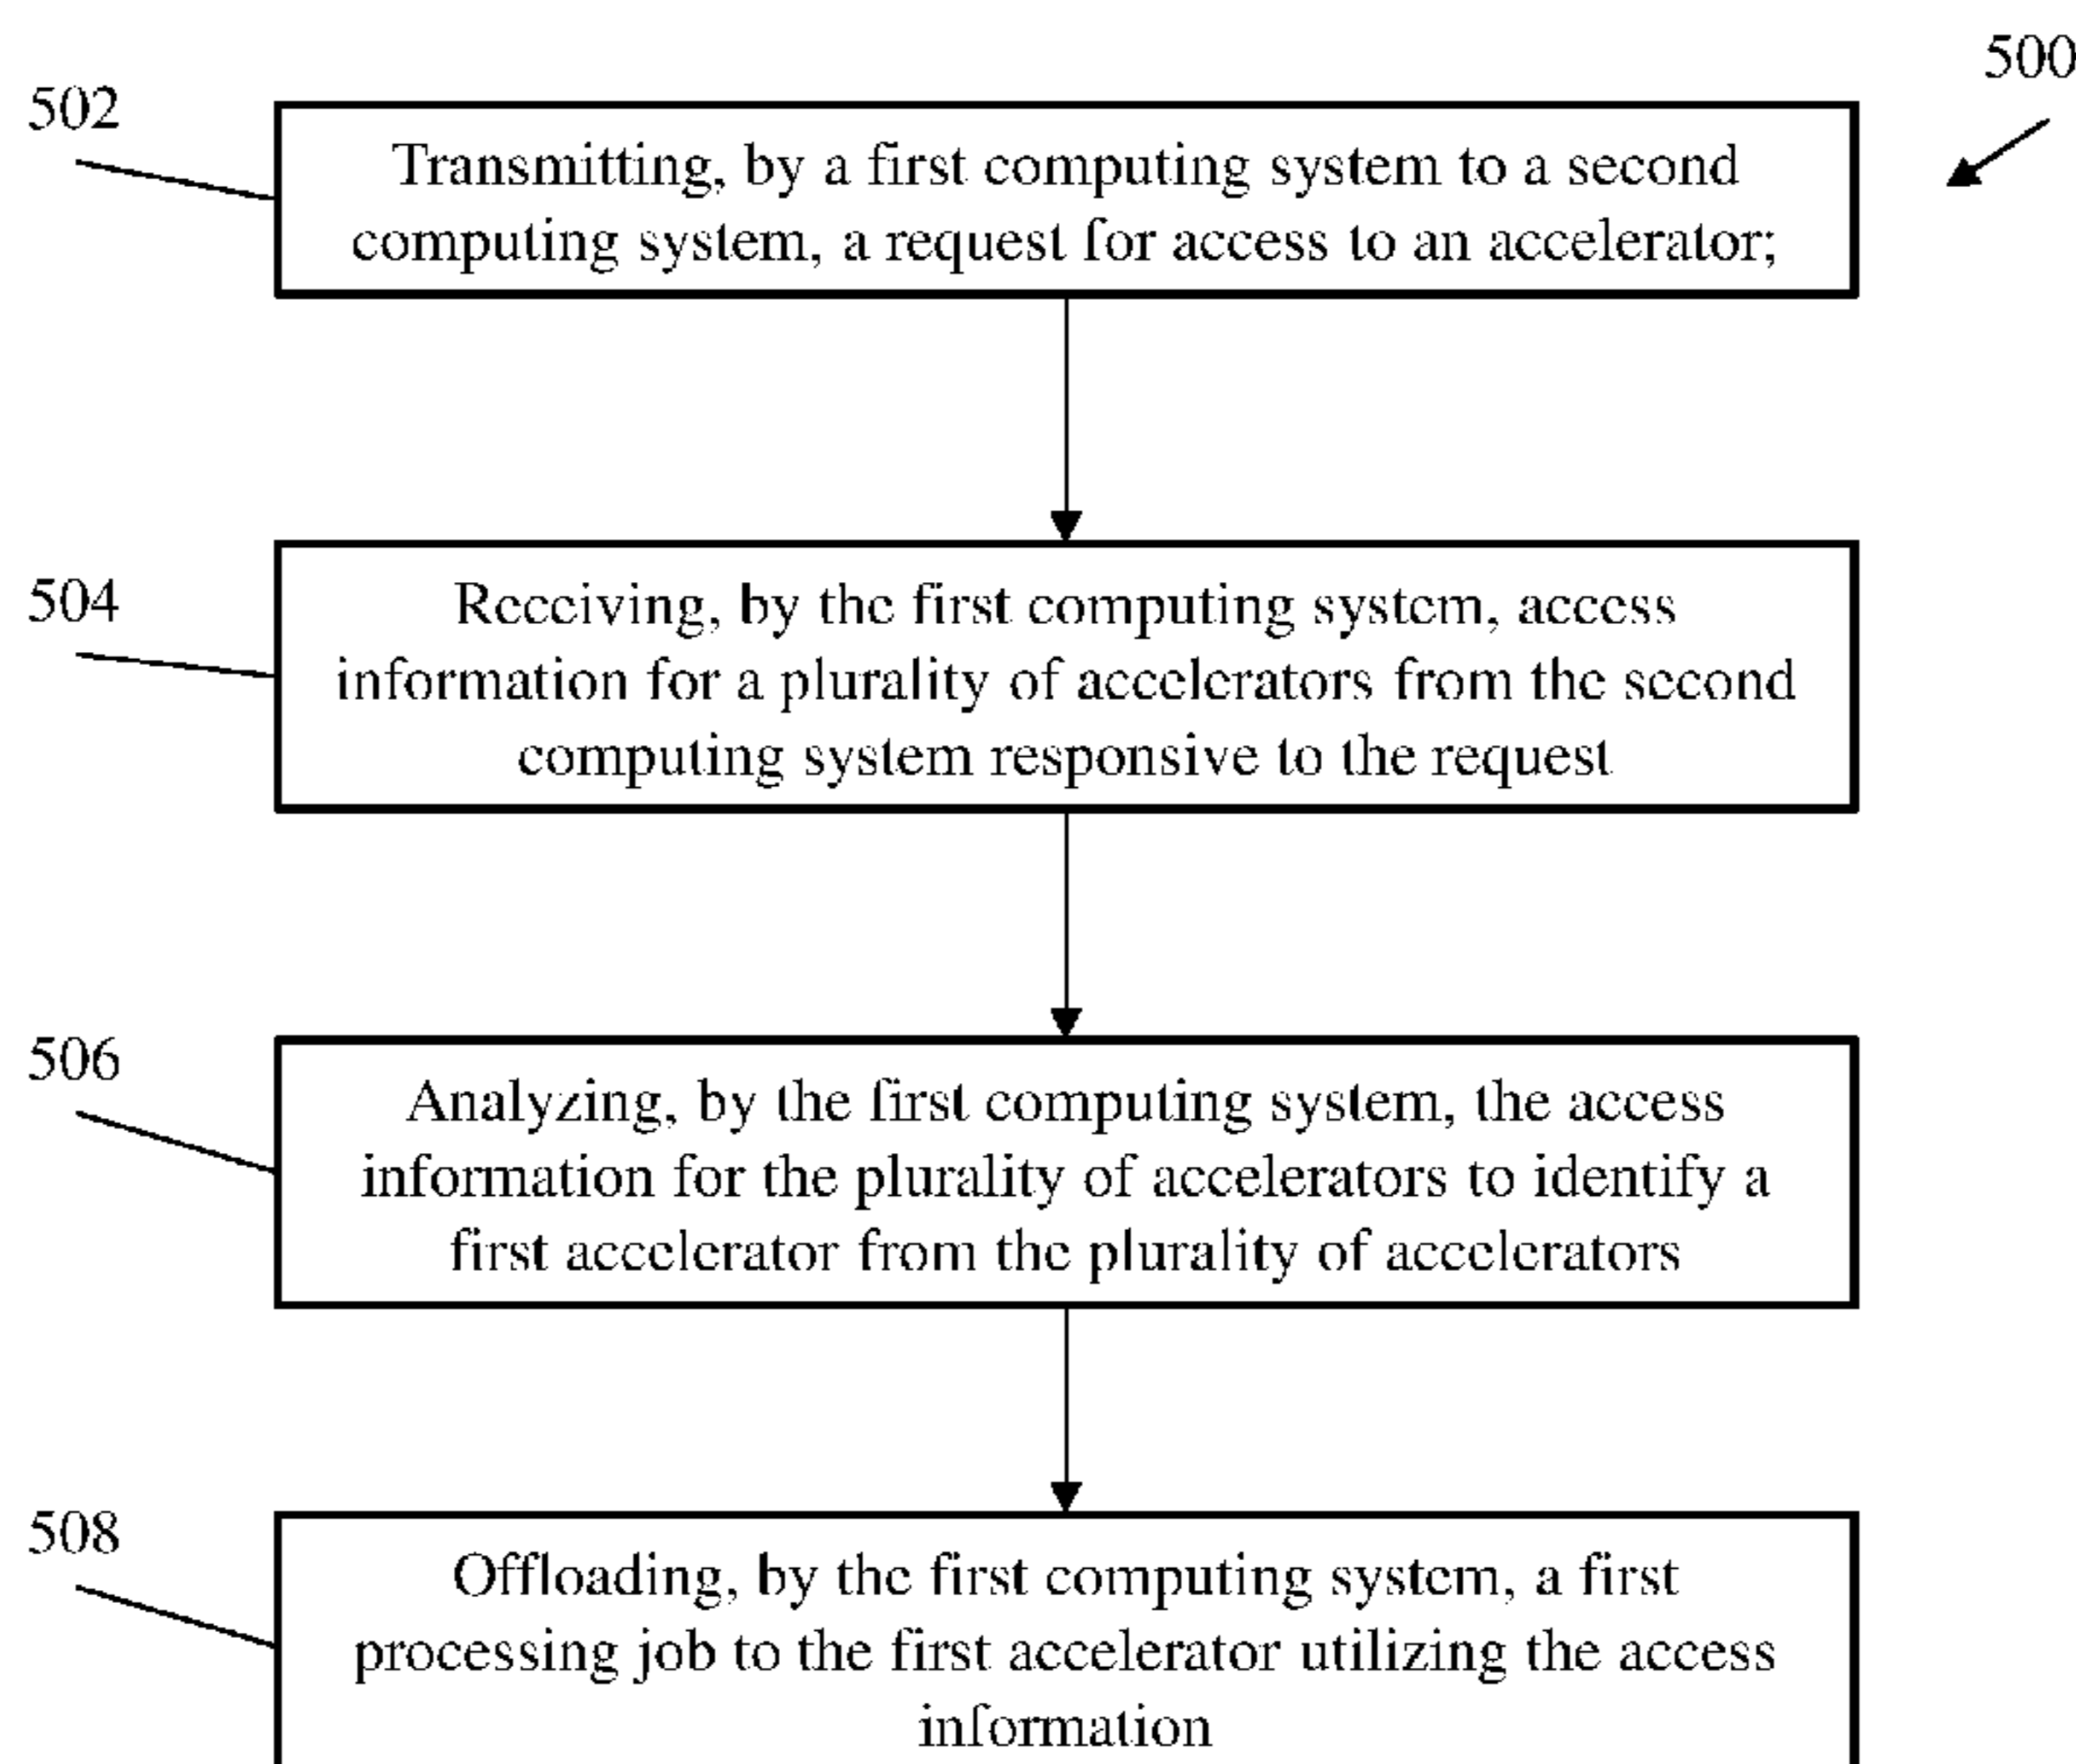 500
502
Transmitting, by a first computing system to a second
computing system, a request for access to an accelerator;
504
Receiving, by the first computing system, access
information for a plurality of accelerators from the second
computing system responsive to the request
506
Analyzing, by the first computing system, the access
information for the plurality of accelerators to identify a
first accelerator from the plurality of accelerators
508
Offloading, by the first computing system, a first
processing job to the first accelerator utilizing the access
information